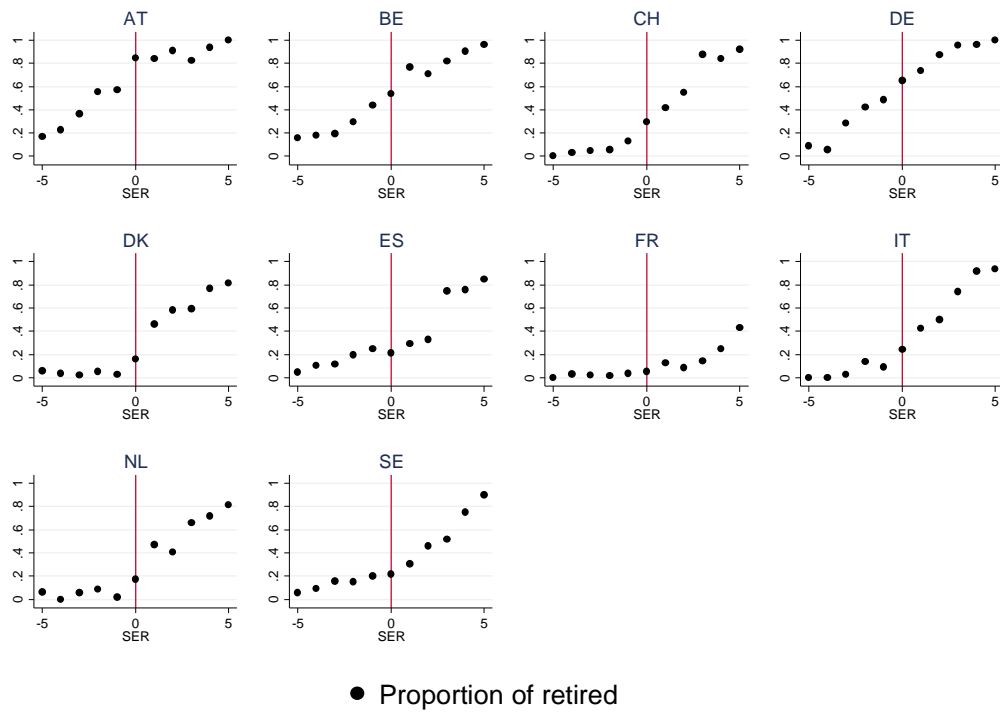 AT BE CH DE
0 .2 .4 .6 .8 1 0 .2 .4 .6 .8 1 0 .2 .4 .6 .8 1 0 .2 .4 .6 .8 1
-5 0 5 -5 0 5 -5 0 5 -5 0 5
SER SER SER SER
DK ES FR IT
0 .2 .4 .6 .8 1 0 .2 .4 .6 .8 1 0 .2 .4 .6 .8 1 0 .2 .4 .6 .8 1
-5 0 5 -5 0 5 -5 0 5 -5 0 5
SER SER SER SER
NL SE
0 .2 .4 .6 .8 1 0 .2 .4 .6 .8 1
-5 0 5 -5 0 5
SER SER
Proportion of retired